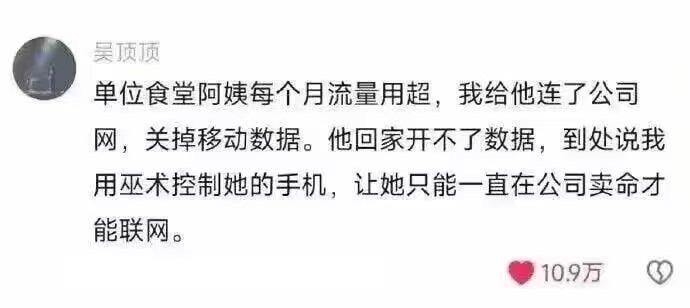 吴顶顶
单位食堂阿姨每个月流量用超，我给他连了公司
网，关掉移动数据。他回家开不了数据，到处说我
用巫术控制她的手机，让她只能一直在公司卖命才
能联网。
10.9万